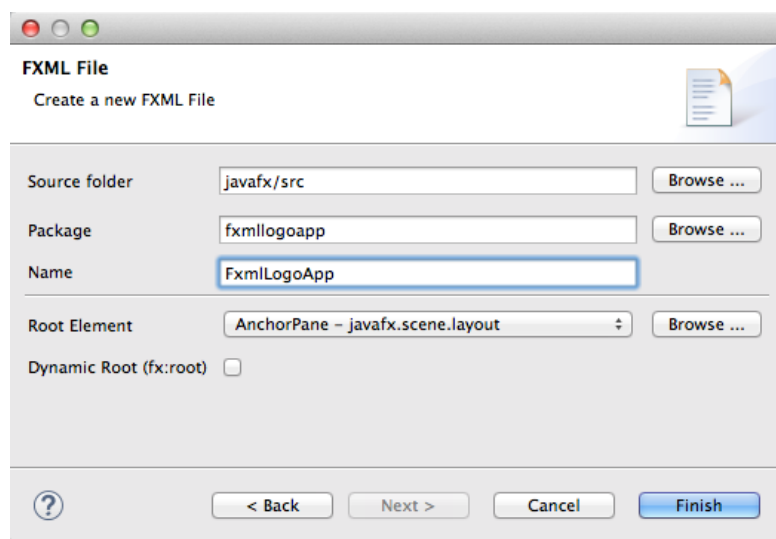 FXML File
Create a new FXML File
Source folder javafx/src Browse ...
Package fxmllogoapp Browse ...
Name FxmlLogoApp
Root Element AnchorPane – javafx.scene.layout Browse ...
Dynamic Root (fx:root)
? < Back Next > Cancel Finish